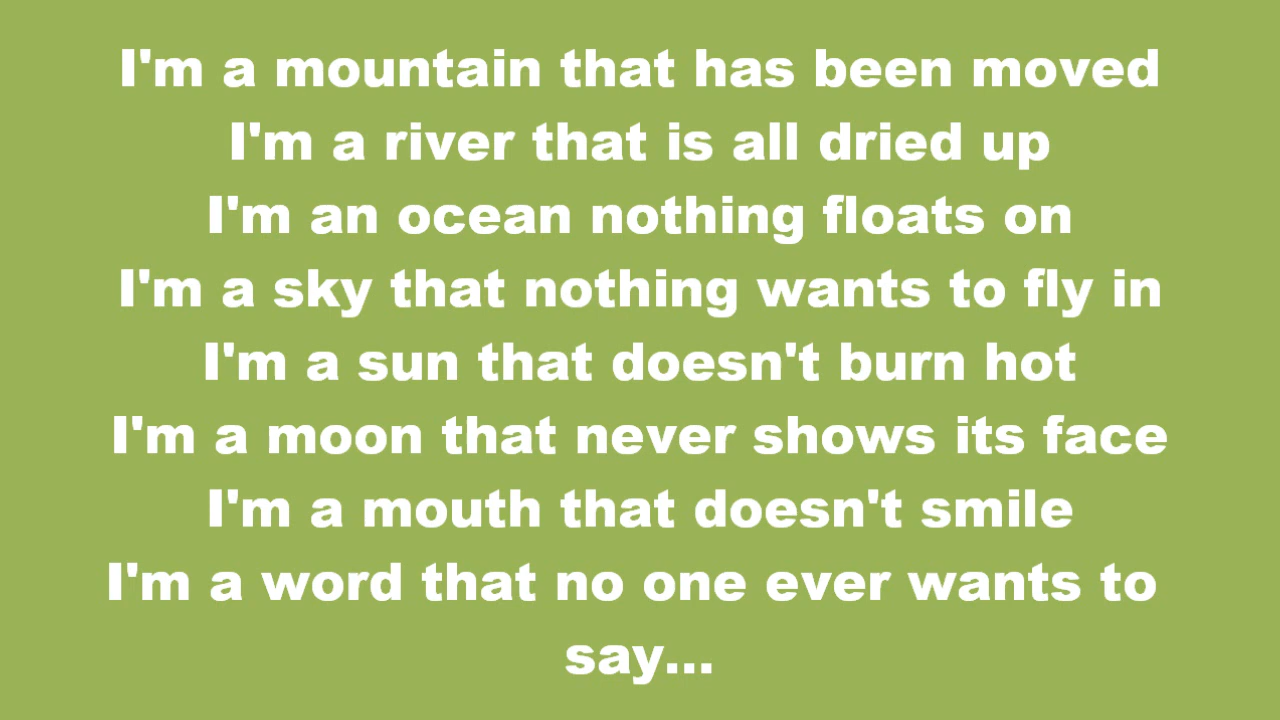 I'm a mountain that has been moved
I'm a river that is all dried up
I'm an ocean nothing floats on
I'm a sky that nothing wants to fly in
I'm a sun that doesn't burn hot
I'm a moon that never shows its face
I'm a mouth that doesn't smile
I'm a word that no one ever wants to
say...